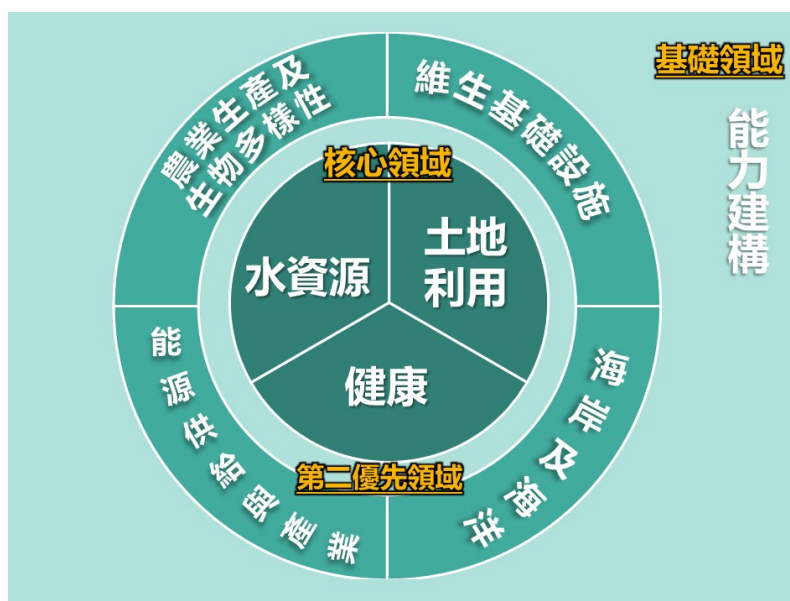 基礎領域
能力建構
農業生產及
生物多樣性
維生基礎設施
核心領域
水資源
土地
利用
健康
能源供給與產業
海岸及海洋
第二優先領域